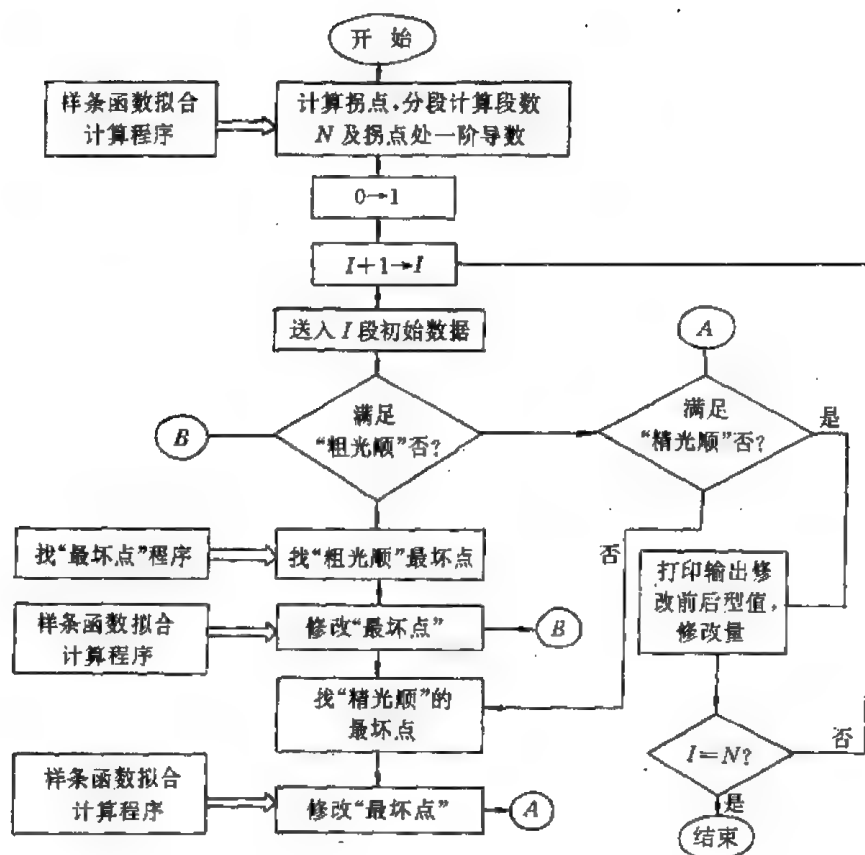 开 始
样条函数拟合
计算程序
计算拐点,分段计算段数
N 及拐点处一阶导数
0→1
I+1→I
送入 I 段初始数据
A
B
满足
“粗光顺”否?
满足
“精光顺”否?
是
否
找“最坏点”程序
找“粗光顺”最坏点
打印输出修
改前后型值,
修改量
样条函数拟合
计算程序
修改“最坏点”
B
找“精光顺”的
最坏点
I=N?
否
样条函数拟合
计算程序
修改“最坏点”
A
是
结束